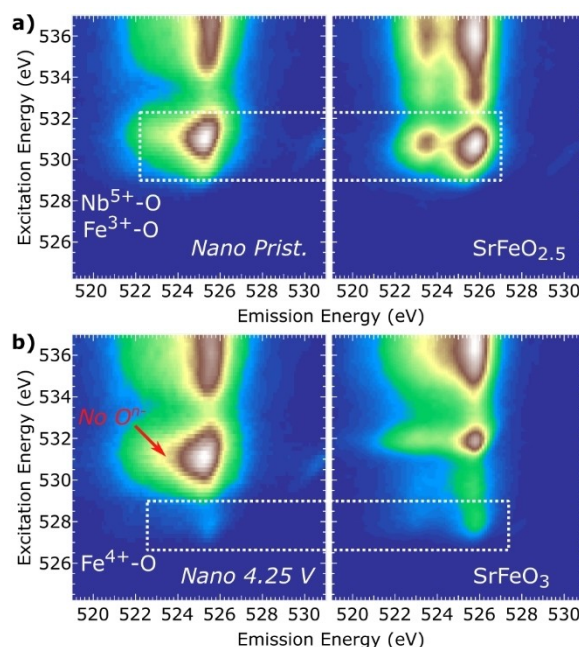 a)
Excitation Energy (eV)
536
534
532
530
528
526
Nb5+-O
Fe3+-O
Nano Prist.
SrFeO2.5
520 522 524 526 528 530 520 522 524 526 528 530
Emission Energy (eV)
b)
Excitation Energy (eV)
536
534
532
530
528
526
No On-
Fe4+-O
Nano 4.25 V
SrFeO3
520 522 524 526 528 530 520 522 524 526 528 530
Emission Energy (eV)